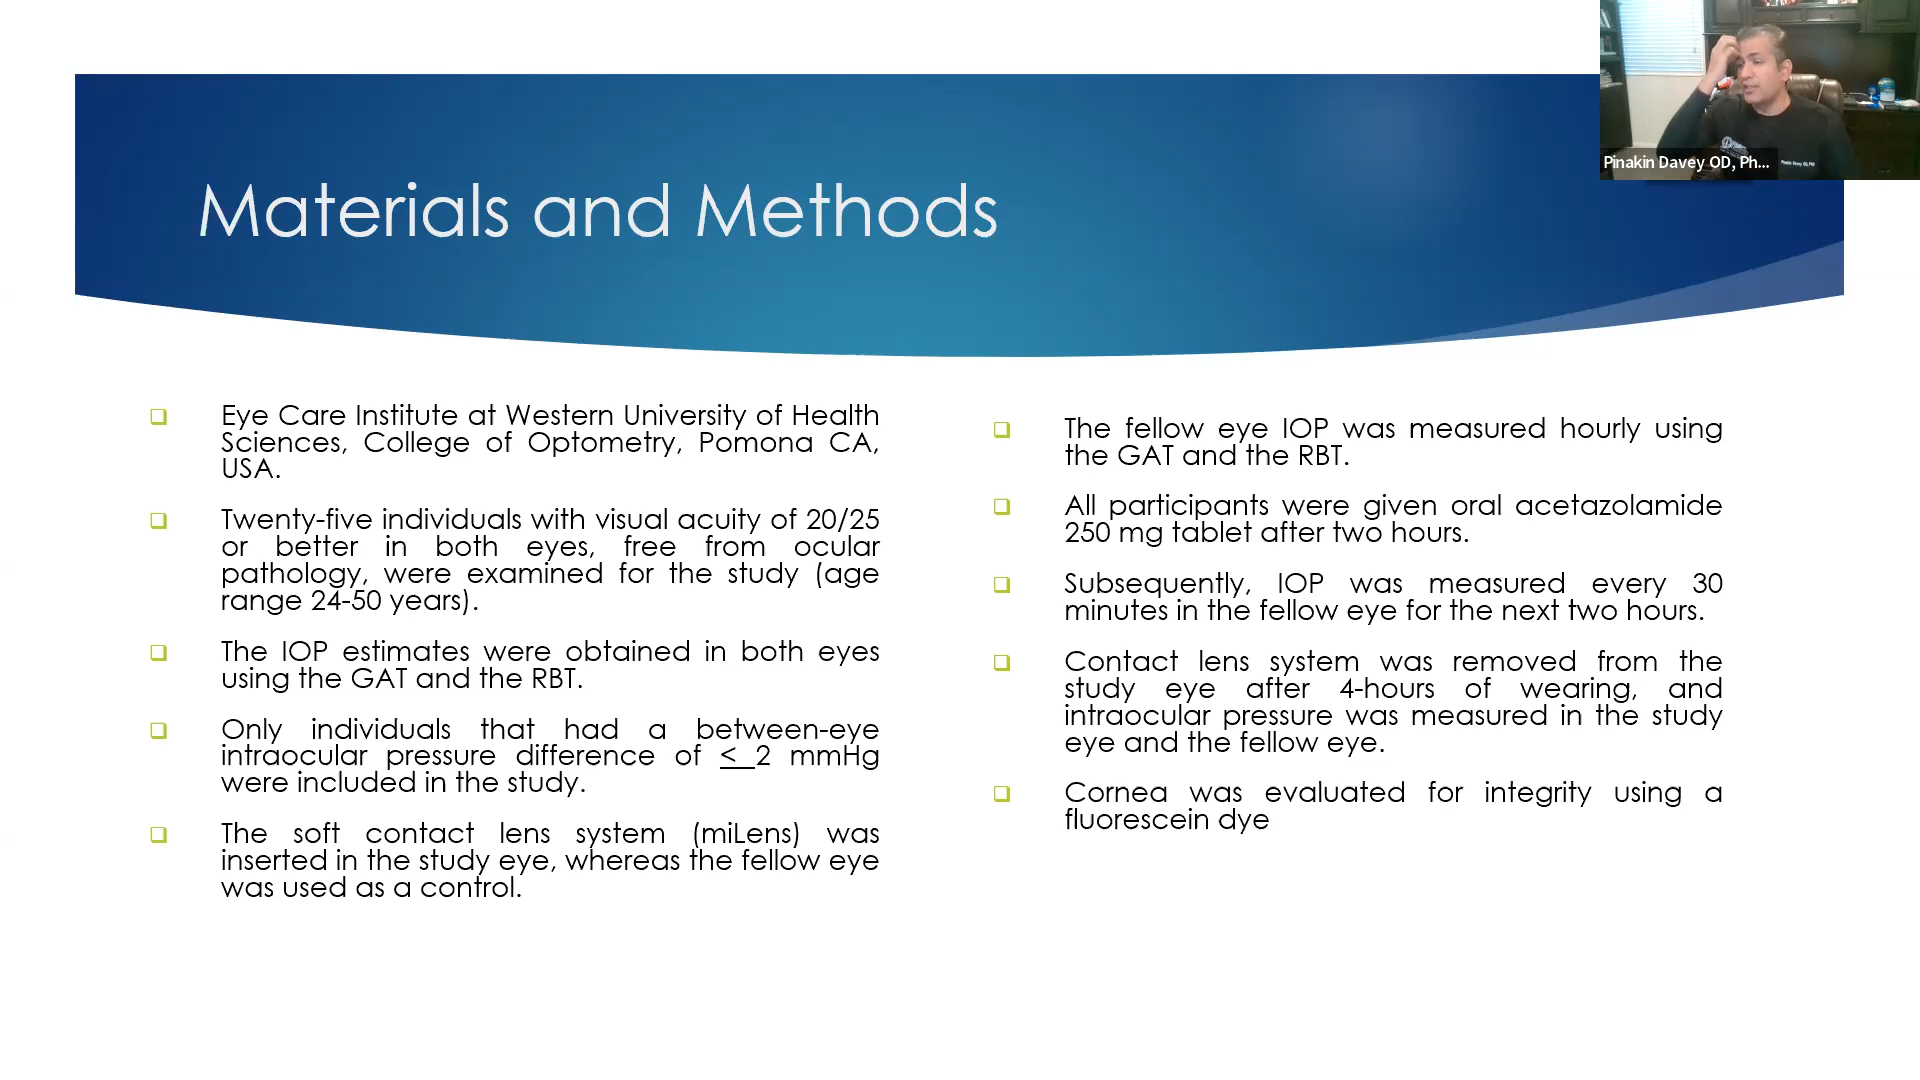 Materials and Methods
Pinakin Davey OD, Ph...
Eye Care Institute at Western University of Health
Sciences, College of Optometry, Pomona CA,
USA.
Twenty-five individuals with visual acuity of 20/25
or better in both eyes, free from ocular
pathology, were examined for the study (age
range 24-50 years).
The IOP estimates were obtained in both eyes
using the GAT and the RBT.
Only individuals that had a between-eye
intraocular pressure difference of < 2 mmHg
were included in the study.
The soft contact lens system (miLens) was
inserted in the study eye, whereas the fellow eye
was used as a control.
The fellow eye IOP was measured hourly using
the GAT and the RBT.
All participants were given oral acetazolamide
250 mg tablet after two hours.
Subsequently, IOP was measured every 30
minutes in the fellow eye for the next two hours.
Contact lens system was removed from the
study eye after 4-hours of wearing, and
intraocular pressure was measured in the study
eye and the fellow eye.
Cornea was evaluated for integrity using a
fluorescein dye